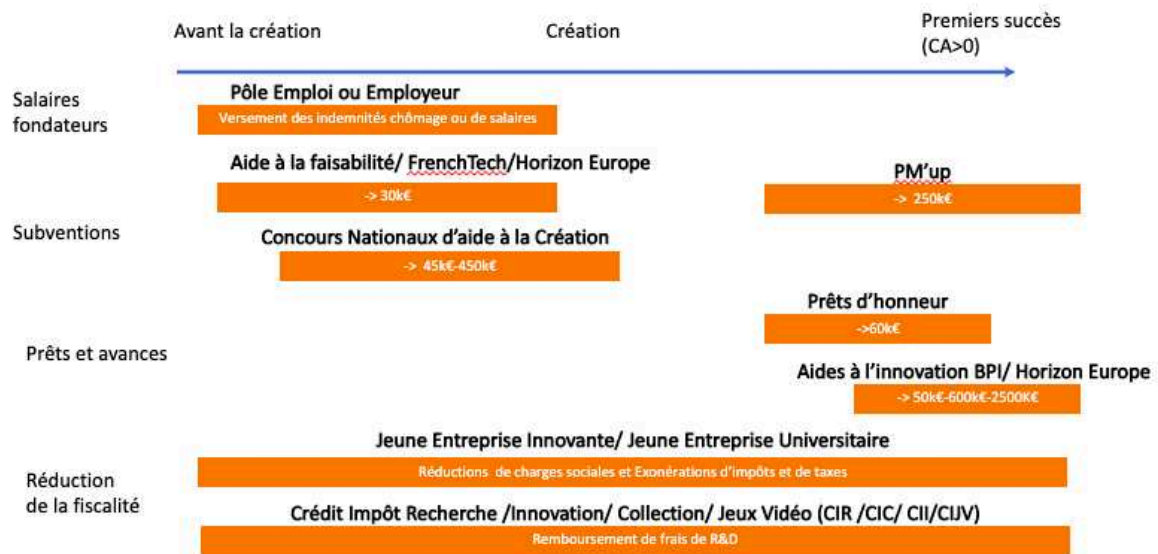 Avant la création
Création
Premiers succès
(CA>0)
Salaires
fondateurs
Pôle Emploi ou Employeur
Versement des indemnités chômage ou de salaires
Aide à la faisabilité/ FrenchTech/Horizon Europe
-> 30k€
PM'up
-> 250k€
Subventions
Concours Nationaux d'aide à la Création
-> 45k€-450k€
Prêts d'honneur
->60k€
Prêts et avances
Aides à l'innovation BPI/ Horizon Europe
-> 50k€-600k€-2500K€
Jeune Entreprise Innovante/ Jeune Entreprise Universitaire
Réductions de charges sociales et Exonérations d'impôts et de taxes
Réduction
de la fiscalité
Crédit Impôt Recherche /Innovation/ Collection/ Jeux Vidéo (CIR /CIC/ CII/CIJV)
Remboursement de frais de R&D